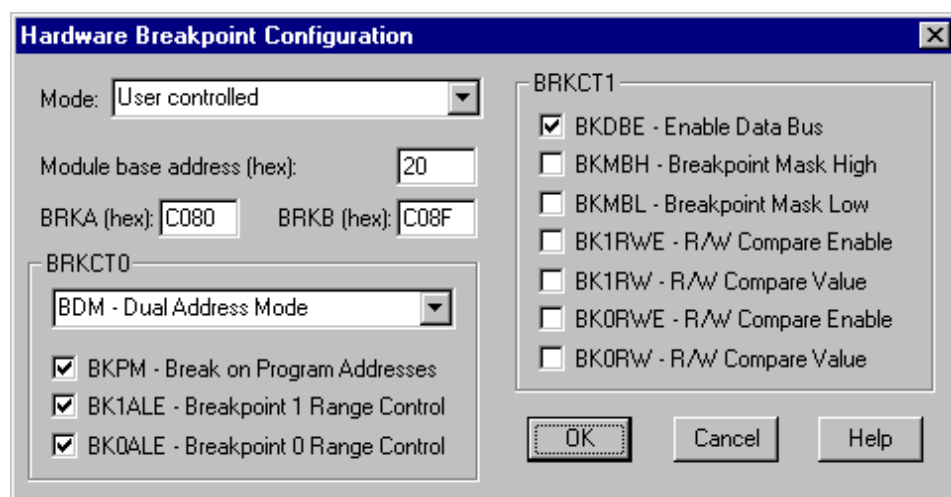 Hardware Breakpoint Configuration
Mode: User controlled
Module base address (hex): 20
BRKA (hex): C080 BRKB (hex): C08F
BRKCT0
BDM - Dual Address Mode
BKPM - Break on Program Addresses
BK1ALE - Breakpoint 1 Range Control
BK0ALE - Breakpoint 0 Range Control
BRKCT1
BKDBE - Enable Data Bus
BKMBH - Breakpoint Mask High
BKMBL - Breakpoint Mask Low
BK1RWE - R/W Compare Enable
BK1RW - R/W Compare Value
BK0RWE - R/W Compare Enable
BK0RW - R/W Compare Value
OK Cancel Help